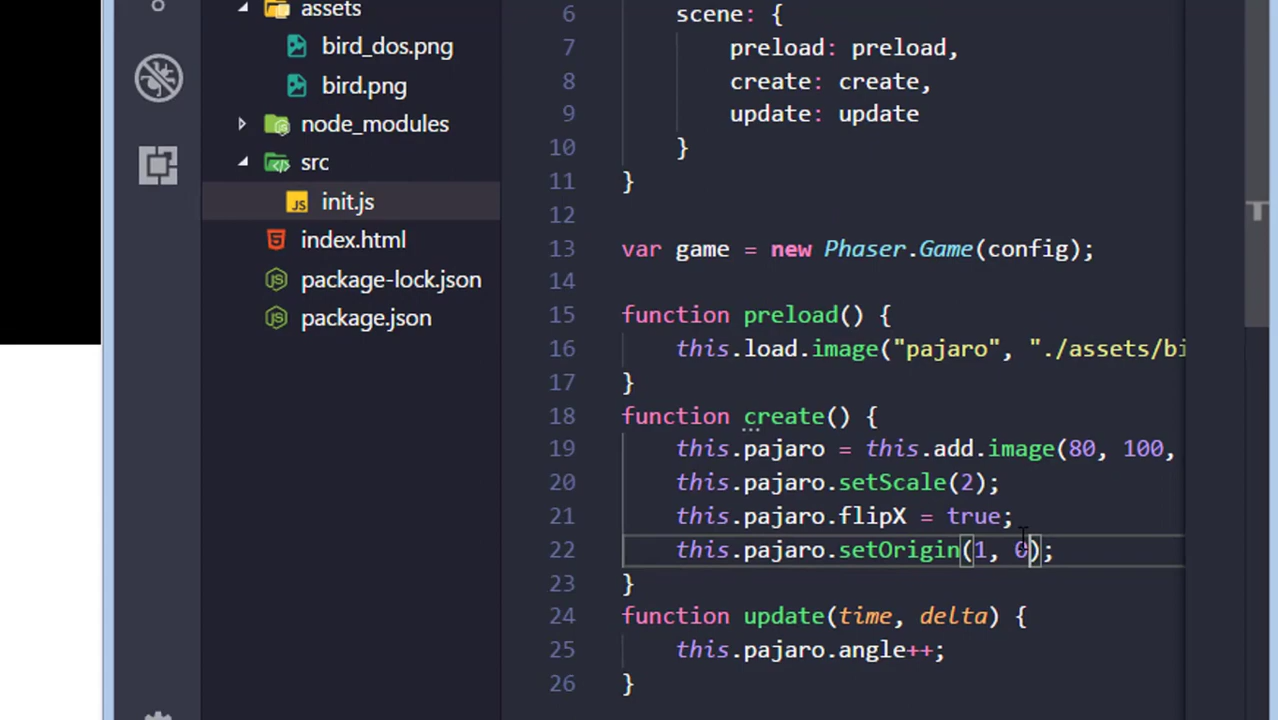 assets
bird_dos.png
bird.png
node_modules
src
JS init.js
index.html
package-lock.json
package.json
6 scene: {
7 preload: preload,
8 create: create,
9 update: update
10 }
11 }
12
13 var game = new Phaser.Game(config);
14
15 function preload() {
16 this.load.image("pajaro", "./assets/bi
17 }
18 function create() {
19 this.pajaro = this.add.image(80, 100,
20 this.pajaro.setScale(2);
21 this.pajaro.flipX = true;
22 this.pajaro.setOrigin(1, 0);
23 }
24 function update(time, delta) {
25 this.pajaro.angle++;
26 }